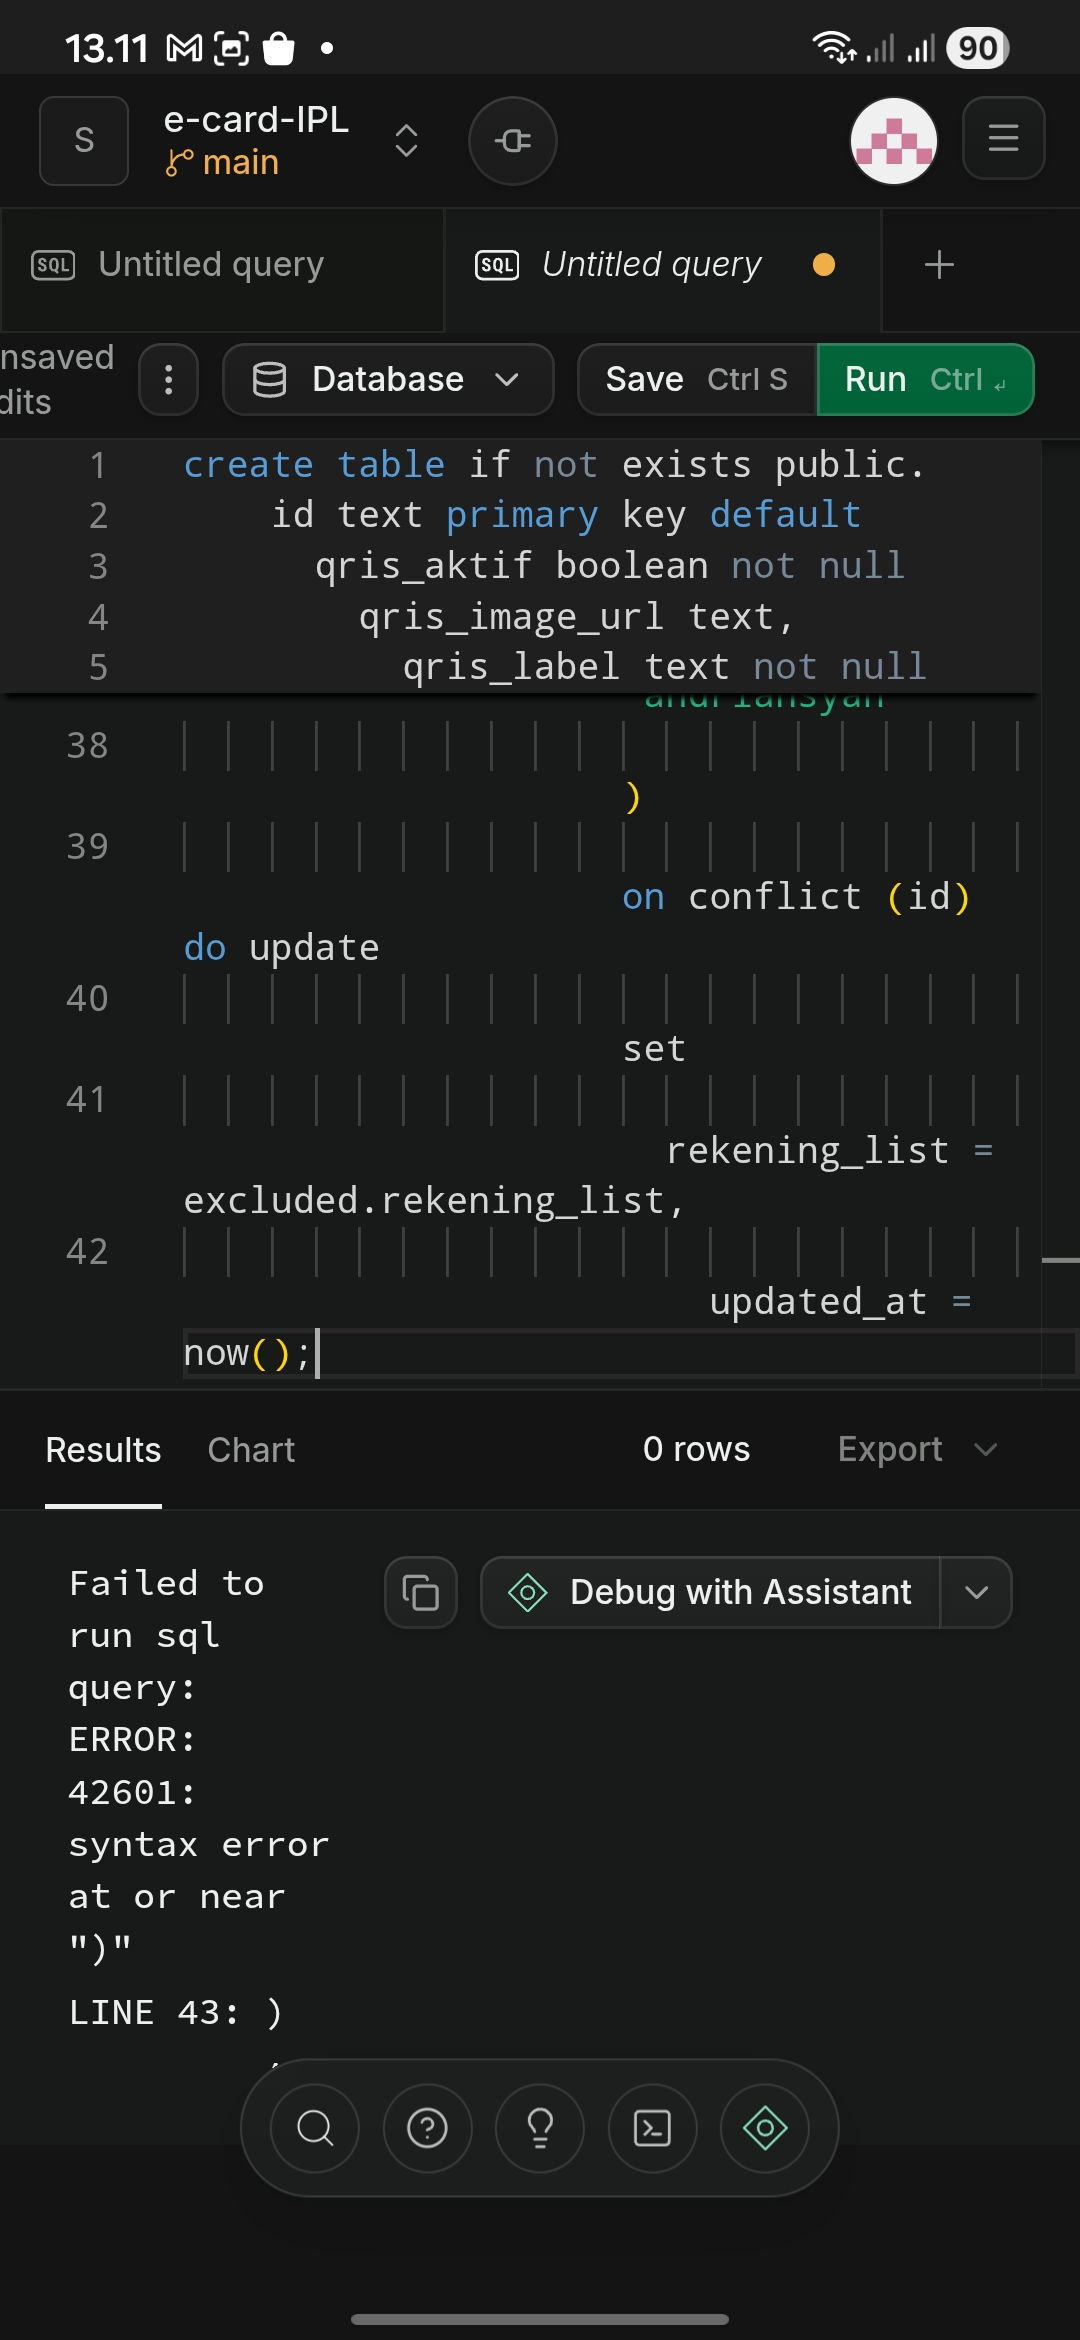 13.11
90
S
e-card-IPL
main
SQL Untitled query
SQL Untitled query
nsaved
dits
Database
Save Ctrl S
Run Ctrl
1 create table if not exists public.
2 id text primary key default
3 qris_aktif boolean not null
4 qris_image_url text,
5 qris_label text not null
andriansyah
38
)
39
on conflict (id)
do update
40
set
41
rekening_list =
excluded.rekening_list,
42
updated_at =
now();
Results
Chart
0 rows
Export
Failed to
run sql
query:
ERROR:
42601:
syntax error
at or near
")"
LINE 43: )
Debug with Assistant